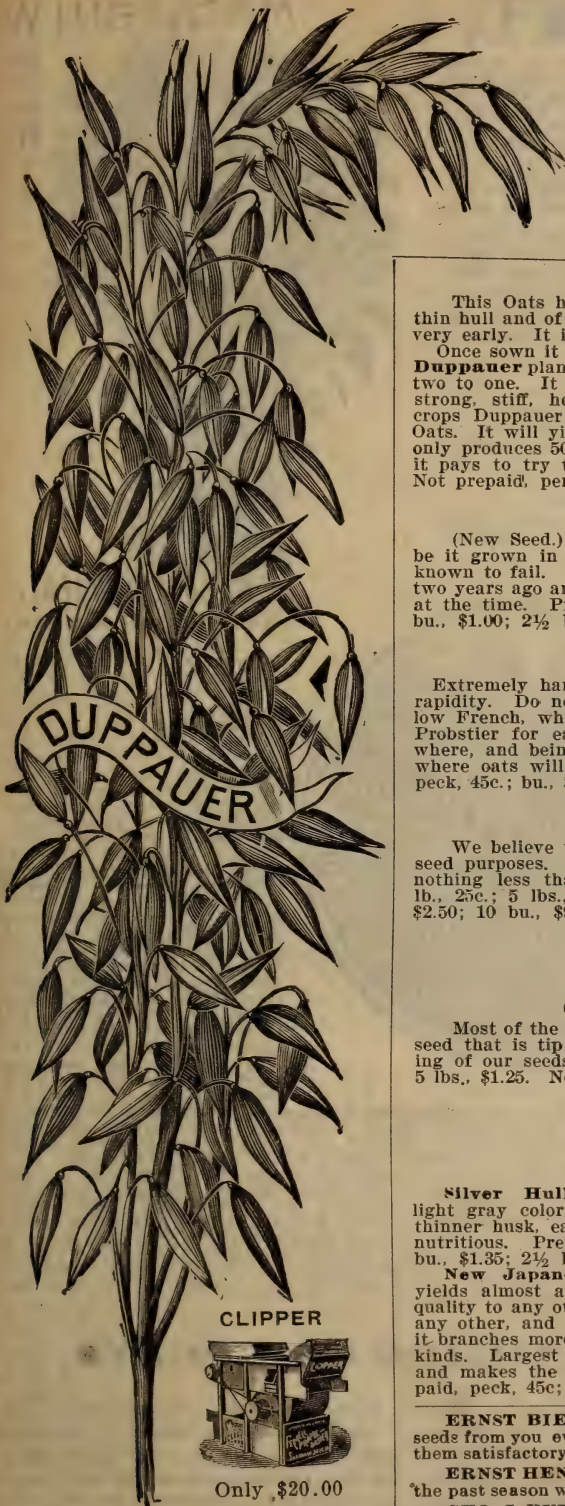 DUPPAUER
CLIPPER
CLIPPER
Only $20.00
This Oats h
thin hull and of
very early. It i
Once sown it
Duppauer plan
two to one. It
strong, stiff, he
crops Duppauer
Oats. It will yi
only produces 50
it pays to try t
Not prepaid, per
(New Seed.)
be it grown in
known to fail.
two years ago an
at the time. P
bu., $1.00; 2½
Extremely har
rapidity. Do no
low French, wh
Probstier for ea
where, and bein
where oats will
peck, 45c.; bu.,
We believe
seed purposes.
nothing less tha
lb., 25c.; 5 lbs.,
$2.50; 10 bu., $
Most of the
seed that is tip
ing of our seeds
5 lbs., $1.25. N
Silver Hull
light gray color
thinner husk, ea
nutritious. Pre
bu., $1.35; 2½ b
New Japan
yields almost a
quality to any o
any other, and
it branches more
kinds. Largest
and makes the
paid, peck, 45c;
ERNST BIE
seeds from you ev
them satisfactory
ERNST HEN
the past season w